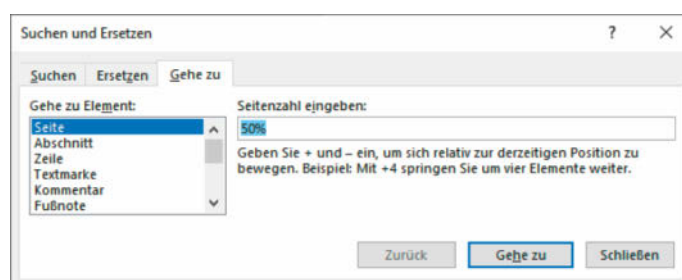 Suchen und Ersetzen ? ×
Suchen Ersetzen Gehe zu
Gehe zu Element:
Seite
Abschnitt
Zeile
Textmarke
Kommentar
Fußnote
Seitenzahl eingeben:
50%
Geben Sie + und – ein, um sich relativ zur derzeitigen Position zu
bewegen. Beispiel: Mit +4 springen Sie um vier Elemente weiter.
Zurück Gehe zu Schließen